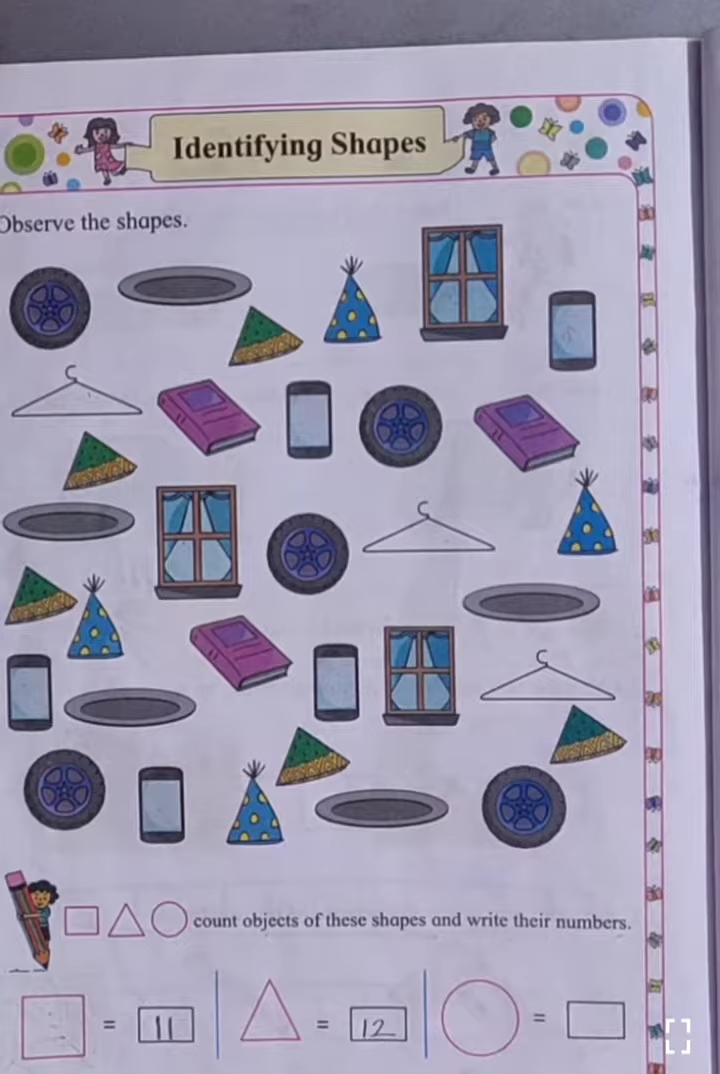 Identifying Shapes
Observe the shapes.
count objects of these shapes and write their numbers.
= 11 = 12 =